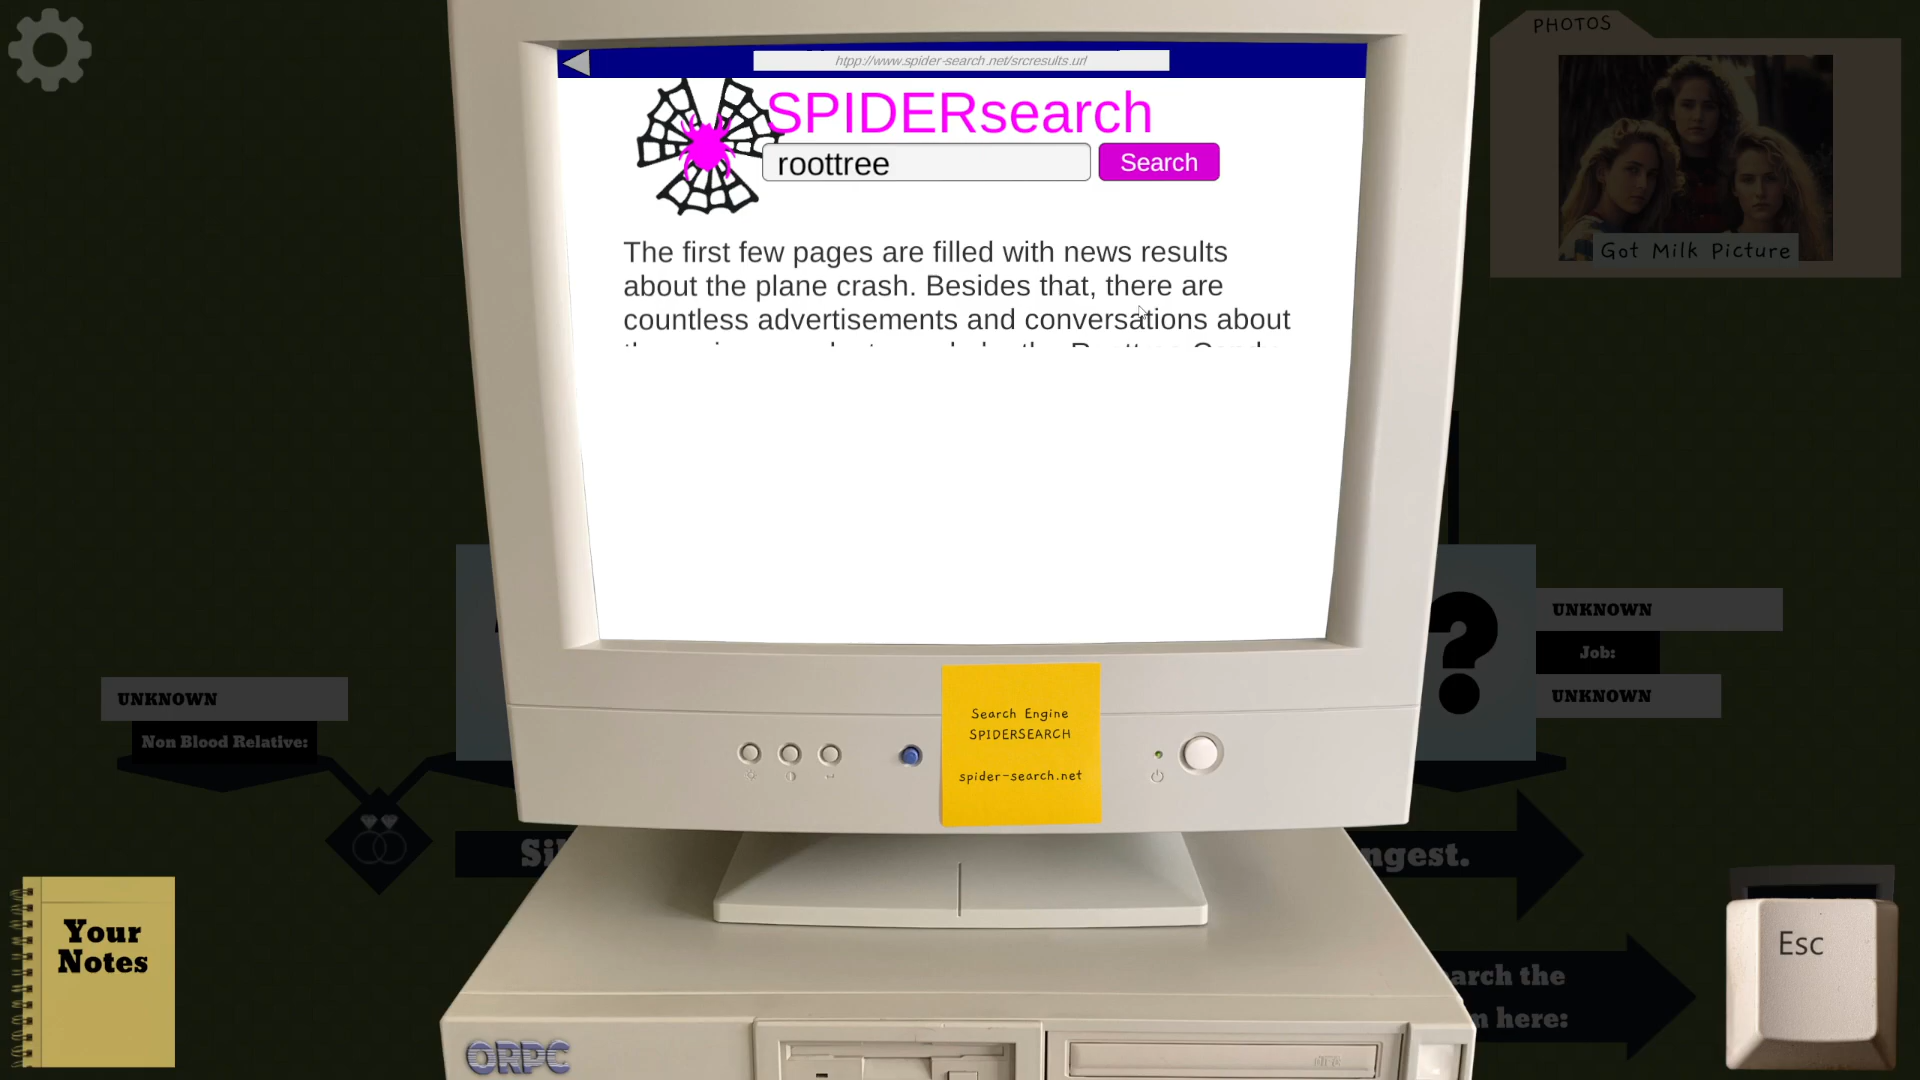 PHOTOS
htpp://www.spider-search.net/srcresults.url
SPIDERsearch
roottree
Search
Got Milk Picture
The first few pages are filled with news results
about the plane crash. Besides that, there are
countless advertisements and conversations about
UNKNOWN
Job:
UNKNOWN
UNKNOWN
Non Blood Relative:
Search Engine
SPIDERSEARCH
spider-search.net
Si
ngest.
Your
Notes
Esc
arch the
n here:
ORPC